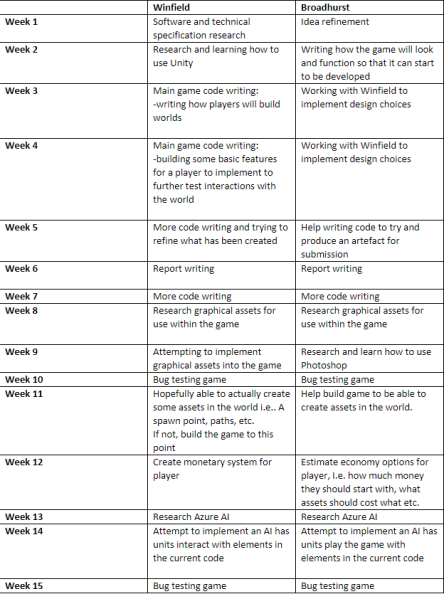 Winfield Broadhurst
Week 1 Software and technical Idea refinement
specification research
Week 2 Research and learning how to Writing how the game will look
use Unity and function so that it can start
to be developed
Week 3 Main game code writing: Working with Winfield to
-writing how players will build implement design choices
worlds
Week 4 Main game code writing: Working with Winfield to
-building some basic features implement design choices
for a player to implement to
further test interactions with
the world
Week 5 More code writing and trying to Help writing code to try and
refine what has been created produce an artefact for
submission
Week 6 Report writing Report writing
Week 7 More code writing More code writing
Week 8 Research graphical assets for Research graphical assets for
use within the game use within the game
Week 9 Attempting to implement Research and learn how to use
graphical assets into the game Photoshop
Week 10 Bug testing game Bug testing game
Week 11 Hopefully able to actually create Help build game to be able to
some assets in the world i.e.. A create assets in the world.
spawn point, paths, etc.
If not, build the game to this
point
Week 12 Create monetary system for Estimate economy options for
player player, I.e. how much money
they should start with, what
assets should cost what etc.
Week 13 Research Azure AI Research Azure AI
Week 14 Attempt to implement an AI has Attempt to implement an AI has
units interact with elements in units play the game with
the current code elements in the current code
Week 15 Bug testing game Bug testing game